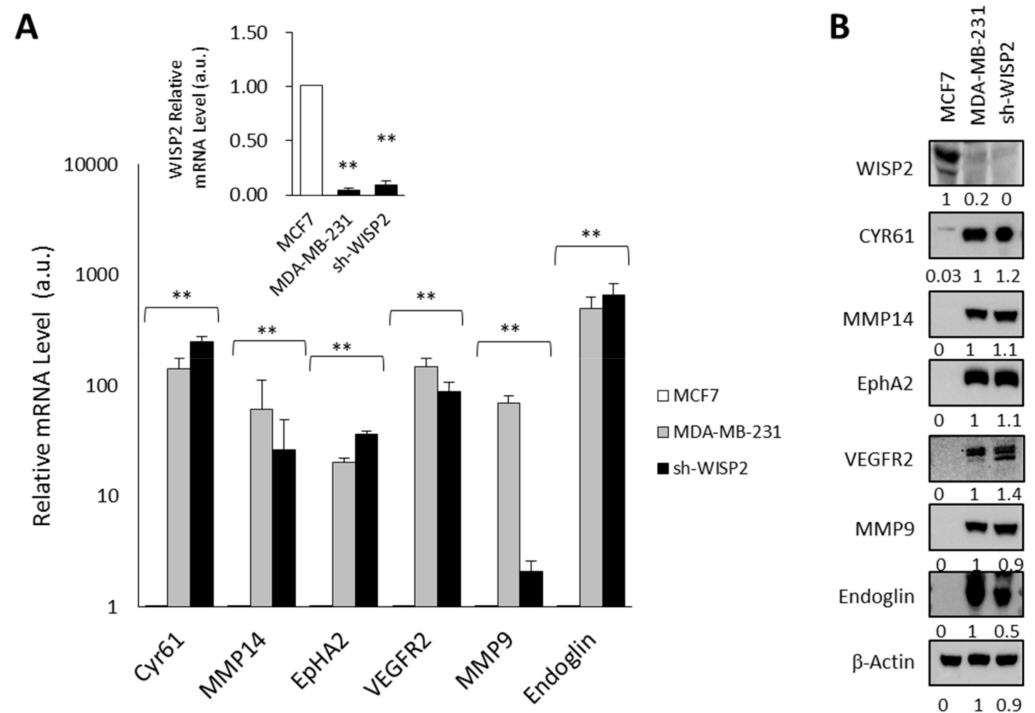 A
WISP2 Relative
mRNA Level (a.u.)
1.50
1.00
0.50
0.00
**
**
MCF7
MDA-MB-231
sh-WISP2
Relative mRNA Level (a.u.)
10000
1000
100
10
1
**
**
**
**
**
**
Cyr61
MMP14
EpHA2
VEGFR2
MMP9
Endoglin
MCF7
MDA-MB-231
sh-WISP2
B
MCF7
MDA-MB-231
sh-WISP2
WISP2
1 0.2 0
CYR61
0.03 1 1.2
MMP14
0 1 1.1
EphA2
0 1 1.1
VEGFR2
0 1 1.4
MMP9
0 1 0.9
Endoglin
0 1 0.5
β-Actin
0 1 0.9